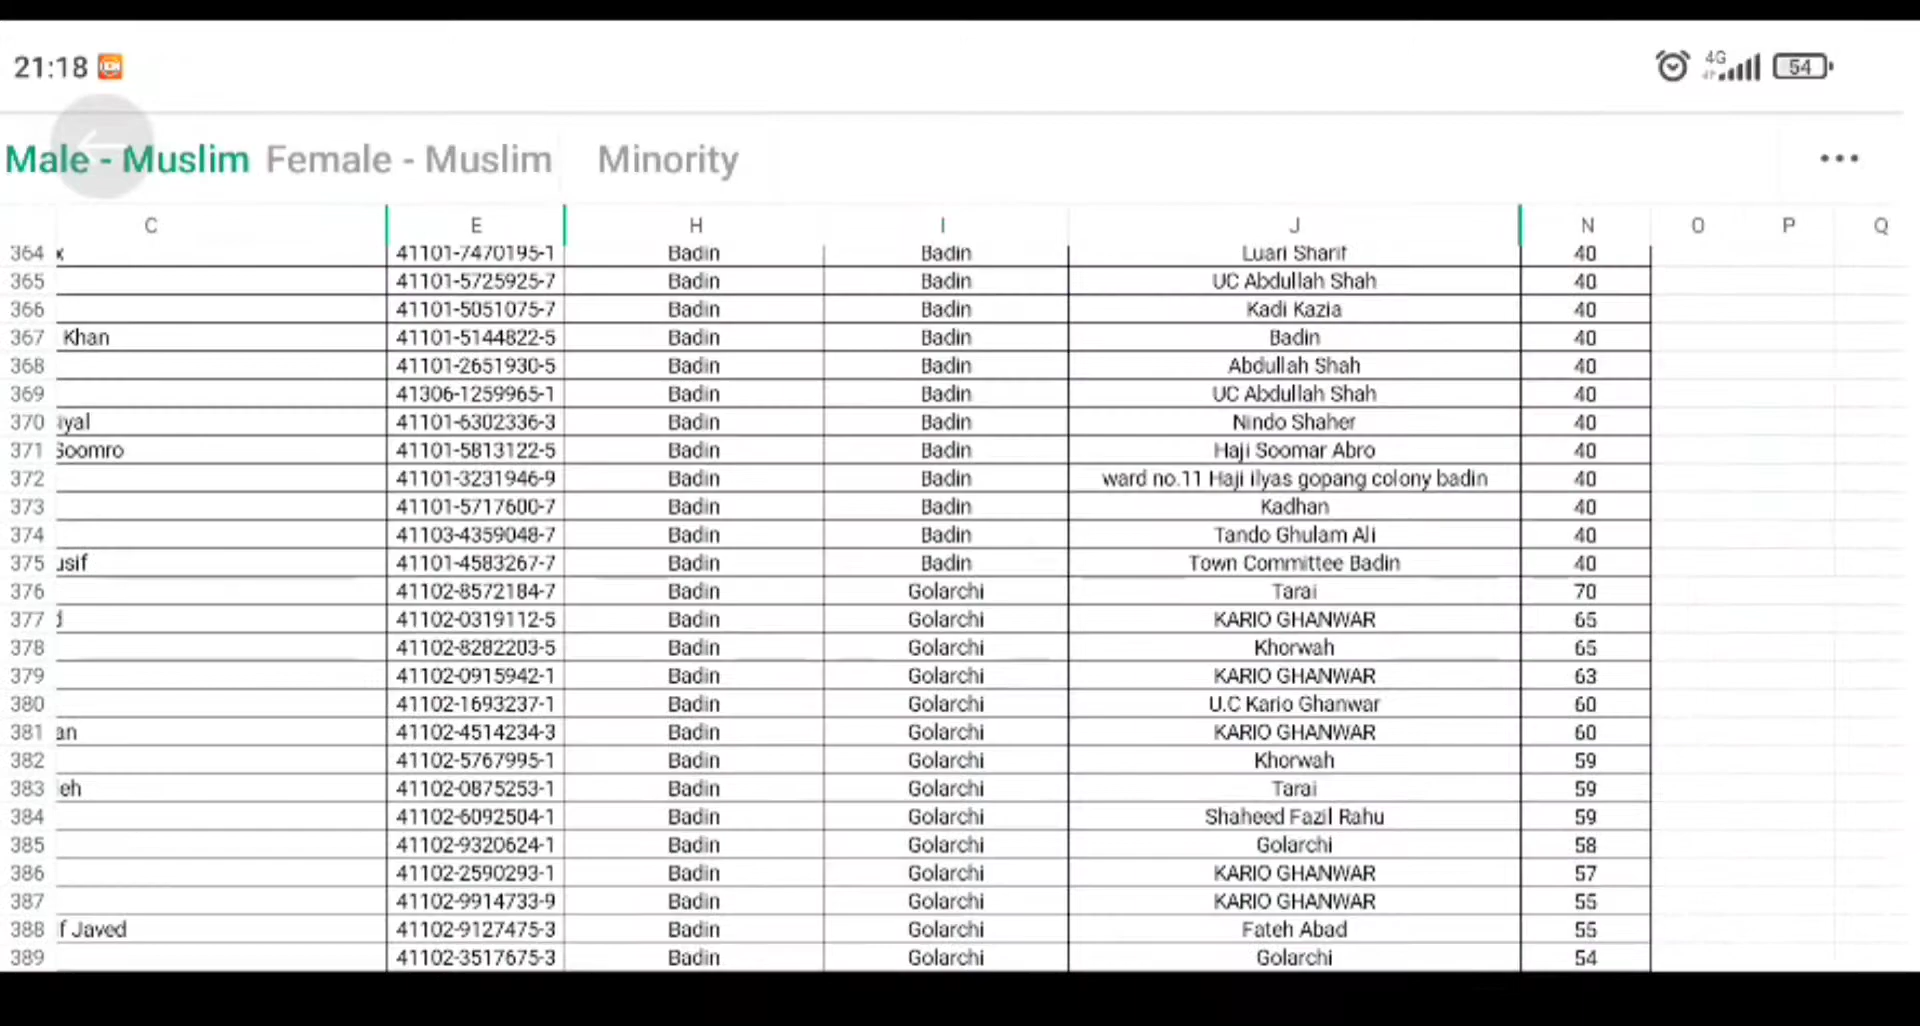 21:18 4G 54
Male - Muslim Female - Muslim Minority ...
C E H I J N O P Q
364 x 41101-7470195-1 Badin Badin Luari Sharif 40
365 41101-5725925-7 Badin Badin UC Abdullah Shah 40
366 41101-5051075-7 Badin Badin Kadi Kazia 40
367 Khan 41101-5144822-5 Badin Badin Badin 40
368 41101-2651930-5 Badin Badin Abdullah Shah 40
369 41306-1259965-1 Badin Badin UC Abdullah Shah 40
370 iyal 41101-6302336-3 Badin Badin Nindo Shaher 40
371 Soomro 41101-5813122-5 Badin Badin Haji Soomar Abro 40
372 41101-3231946-9 Badin Badin ward no.11 Haji ilyas gopang colony badin 40
373 41101-5717600-7 Badin Badin Kadhan 40
374 41103-4359048-7 Badin Badin Tando Ghulam Ali 40
375 usif 41101-4583267-7 Badin Badin Town Committee Badin 40
376 41102-8572184-7 Badin Golarchi Tarai 70
377 d 41102-0319112-5 Badin Golarchi KARIO GHANWAR 65
378 41102-8282203-5 Badin Golarchi Khorwah 65
379 41102-0915942-1 Badin Golarchi KARIO GHANWAR 63
380 41102-1693237-1 Badin Golarchi U.C Kario Ghanwar 60
381 an 41102-4514234-3 Badin Golarchi KARIO GHANWAR 60
382 41102-5767995-1 Badin Golarchi Khorwah 59
383 eh 41102-0875253-1 Badin Golarchi Tarai 59
384 41102-6092504-1 Badin Golarchi Shaheed Fazil Rahu 59
385 41102-9320624-1 Badin Golarchi Golarchi 58
386 41102-2590293-1 Badin Golarchi KARIO GHANWAR 57
387 41102-9914733-9 Badin Golarchi KARIO GHANWAR 55
388 f Javed 41102-9127475-3 Badin Golarchi Fateh Abad 55
389 41102-3517675-3 Badin Golarchi Golarchi 54